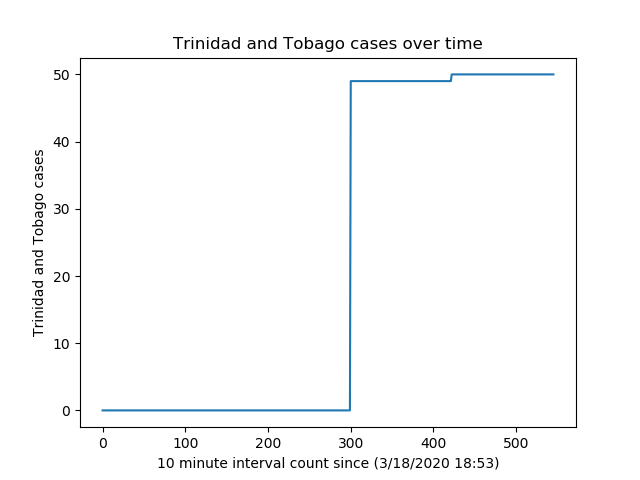 Trinidad and Tobago cases over time
50
40
30
20
10
0
Trinidad and Tobago cases
0 100 200 300 400 500
10 minute interval count since (3/18/2020 18:53)